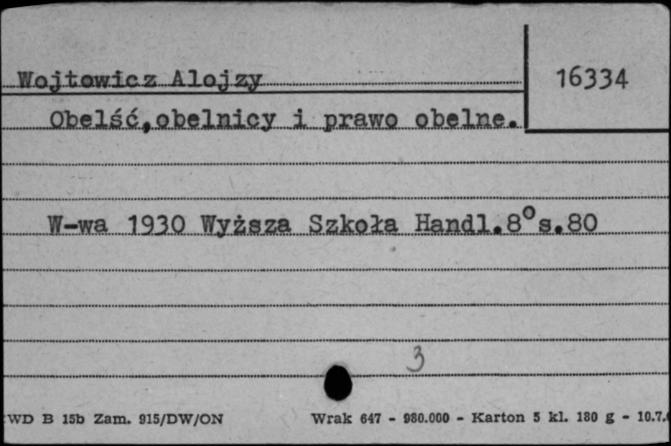 Wojtowicz Alojzy
16334
Obelść,obelnicy i prawo obelne.
W-wa 1930 Wyższa Szkoła Handl.8° s.80
3
WD B 15b Zam. 915/DW/ON Wrak 647 - 980.000 - Karton 5 kl. 180 g - 10.7.